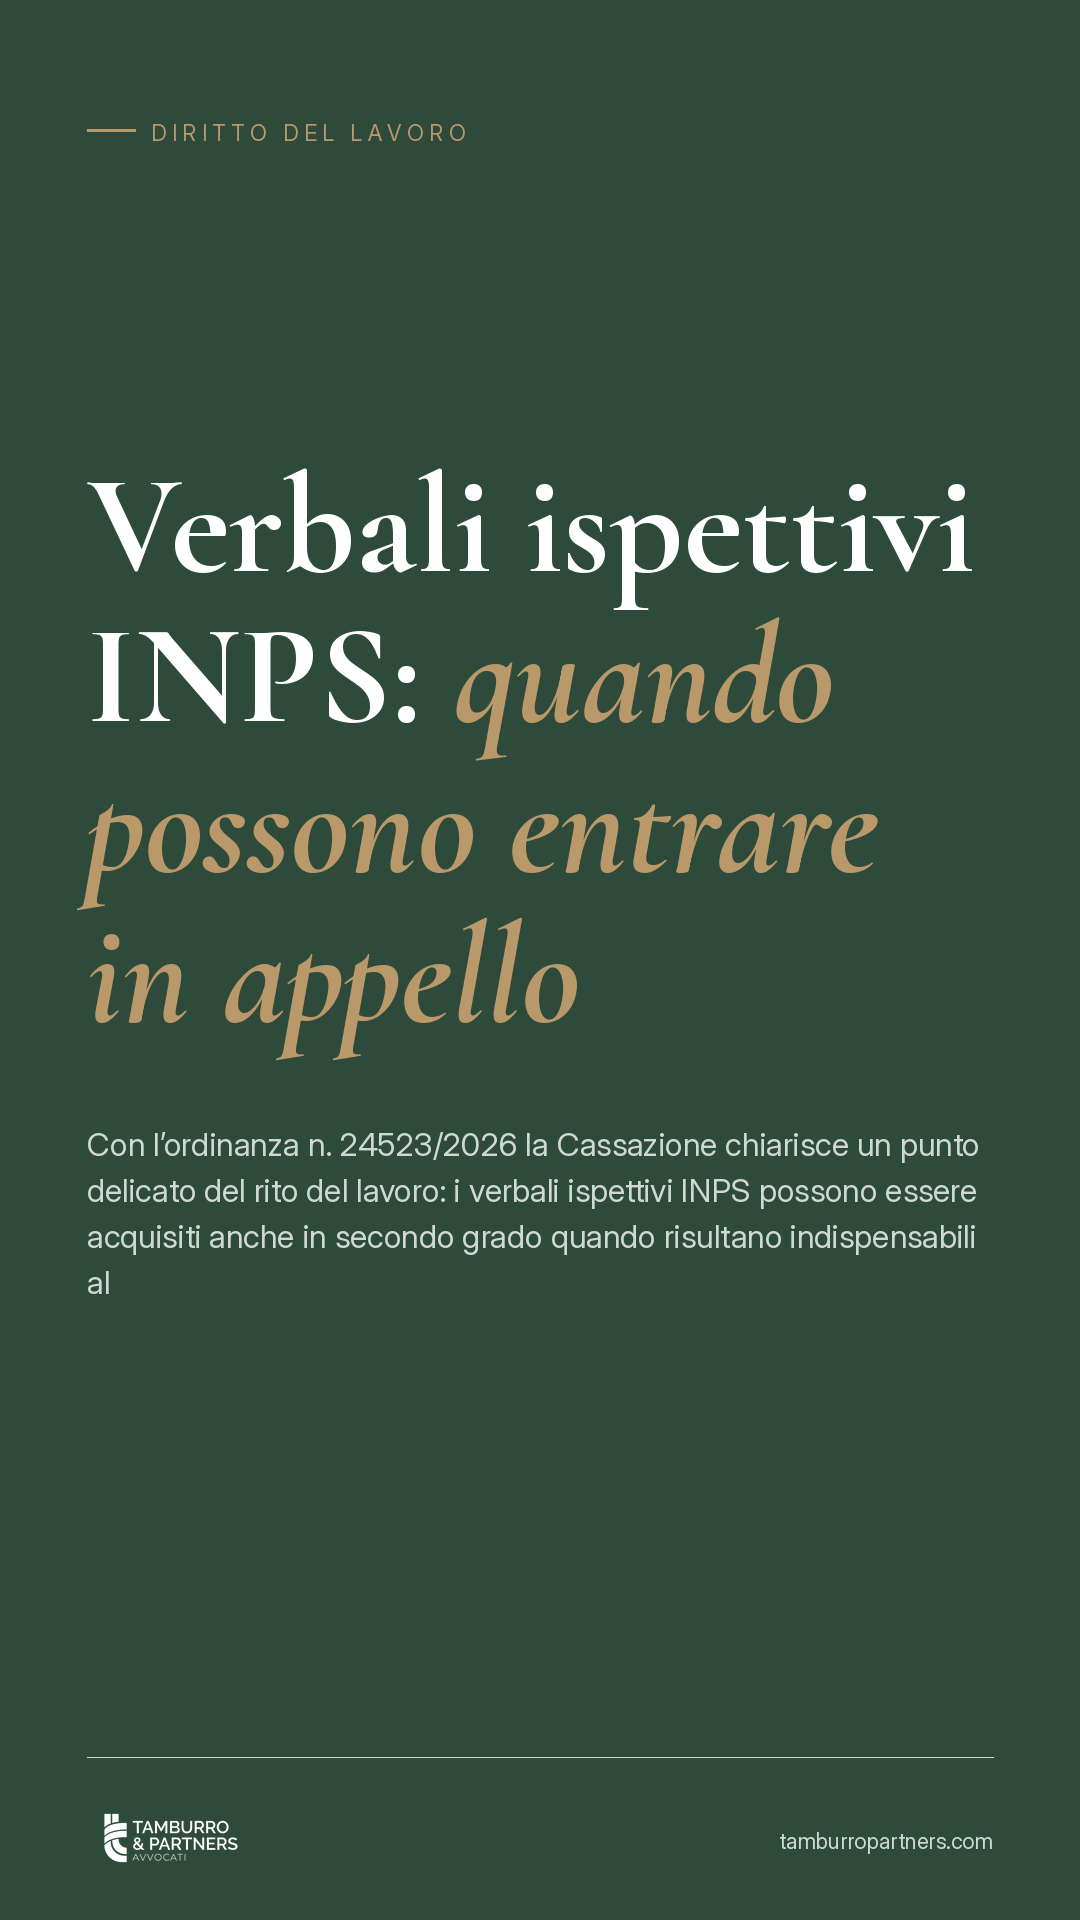 DIRITTO DEL LAVORO
Verbali ispettivi
INPS: quando
possono entrare
in appello
Con l’ordinanza n. 24523/2026 la Cassazione chiarisce un punto
delicato del rito del lavoro: i verbali ispettivi INPS possono essere
acquisiti anche in secondo grado quando risultano indispensabili
al
TAMBURRO
& PARTNERS
AVVOCATI
tamburropartners.com